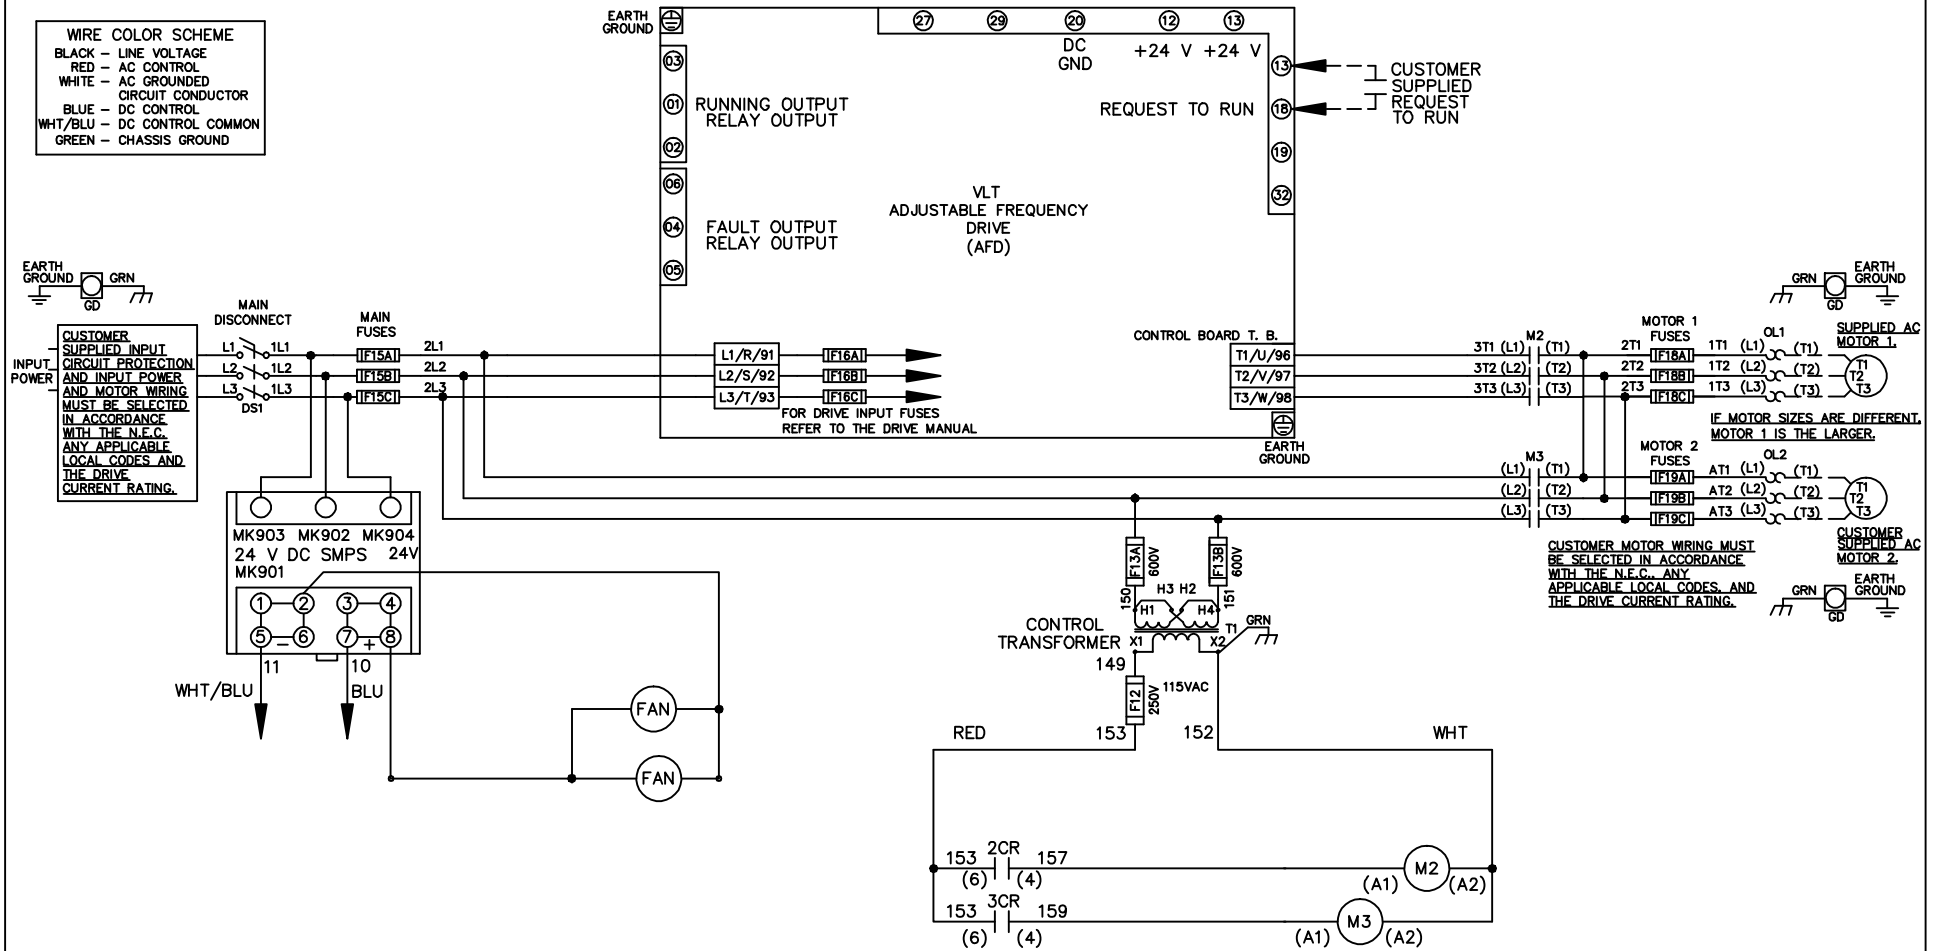 WIRE COLOR SCHEME
BLACK – LINE VOLTAGE
RED – AC CONTROL
WHITE – AC GROUNDED
CIRCUIT CONDUCTOR
BLUE – DC CONTROL
WHT/BLU – DC CONTROL COMMON
GREEN – CHASSIS GROUND
EARTH
GROUND
27 29 20 12 13
DC
GND
+24 V +24 V
03
01
02
RUNNING OUTPUT
RELAY OUTPUT
06
04
05
FAULT OUTPUT
RELAY OUTPUT
VLT
ADJUSTABLE FREQUENCY
DRIVE
(AFD)
REQUEST TO RUN
13
18
19
32
CUSTOMER
SUPPLIED
REQUEST
TO RUN
EARTH
GROUND
GRN
GD
INPUT
POWER
CUSTOMER
SUPPLIED INPUT
CIRCUIT PROTECTION
AND INPUT POWER
AND MOTOR WIRING
MUST BE SELECTED
IN ACCORDANCE
WITH THE N.E.C.
ANY APPLICABLE
LOCAL CODES AND
THE DRIVE
CURRENT RATING.
MAIN
DISCONNECT
L1 1L1
L2 1L2
L3 1L3
DS1
MAIN
FUSES
F15A 2L1
F15B 2L2
F15C 2L3
L1/R/91 F16A
L2/S/92 F16B
L3/T/93 F16C
FOR DRIVE INPUT FUSES
REFER TO THE DRIVE MANUAL
CONTROL BOARD T. B.
T1/U/96
T2/V/97
T3/W/98
EARTH
GROUND
M2
3T1 (L1) (T1)
3T2 (L2) (T2)
3T3 (L3) (T3)
MOTOR 1
FUSES
2T1 F18A 1T1 (L1) (T1)
2T2 F18B 1T2 (L2) (T2)
2T3 F18C 1T3 (L3) (T3)
OL1
GRN
GD
EARTH
GROUND
SUPPLIED AC
MOTOR 1.
T1
T2
T3
IF MOTOR SIZES ARE DIFFERENT,
MOTOR 1 IS THE LARGER.
M3
(L1) (T1)
(L2) (T2)
(L3) (T3)
MOTOR 2
FUSES
F19A AT1 (L1) (T1)
F19B AT2 (L2) (T2)
F19C AT3 (L3) (T3)
OL2
T1
T2
T3
CUSTOMER
SUPPLIED AC
MOTOR 2.
CUSTOMER MOTOR WIRING MUST
BE SELECTED IN ACCORDANCE
WITH THE N.E.C., ANY
APPLICABLE LOCAL CODES, AND
THE DRIVE CURRENT RATING.
GRN
GD
EARTH
GROUND
MK903 MK902 MK904
24 V DC SMPS 24V
MK901
1 2 3 4
5 – 6 7 + 8
11
10
WHT/BLU
BLU
FAN
FAN
F13A
600V
F13B
600V
150
151
H3 H2
H1 H4
CONTROL
TRANSFORMER
X1 X2
T1
GRN
149
F12
250V
115VAC
153
152
RED
WHT
153 2CR 157
(6) (4)
M2
(A1) (A2)
153 3CR 159
(6) (4)
M3
(A1) (A2)